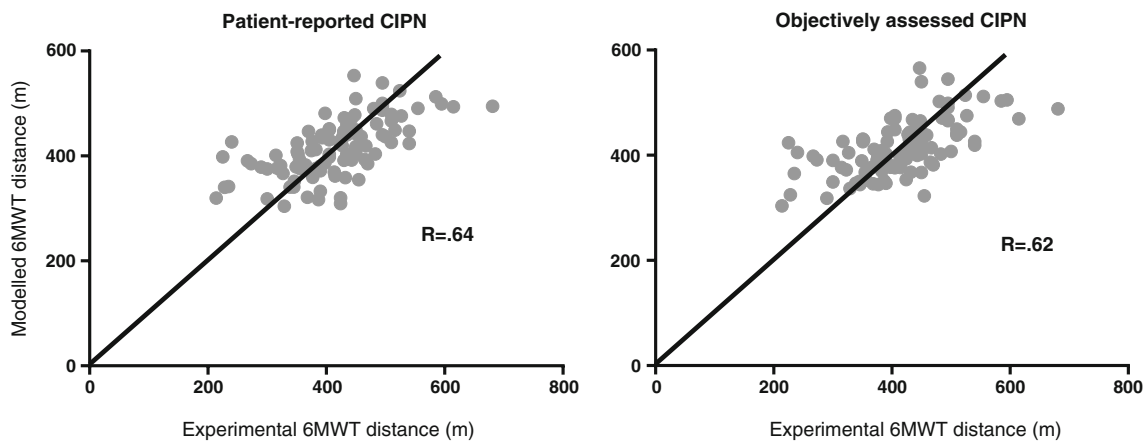 Patient-reported CIPN
Objectively assessed CIPN
Modelled 6MWT distance (m)
600
400
200
0
R=.64
0 200 400 600 800
Experimental 6MWT distance (m)
600
400
200
0
R=.62
0 200 400 600 800
Experimental 6MWT distance (m)